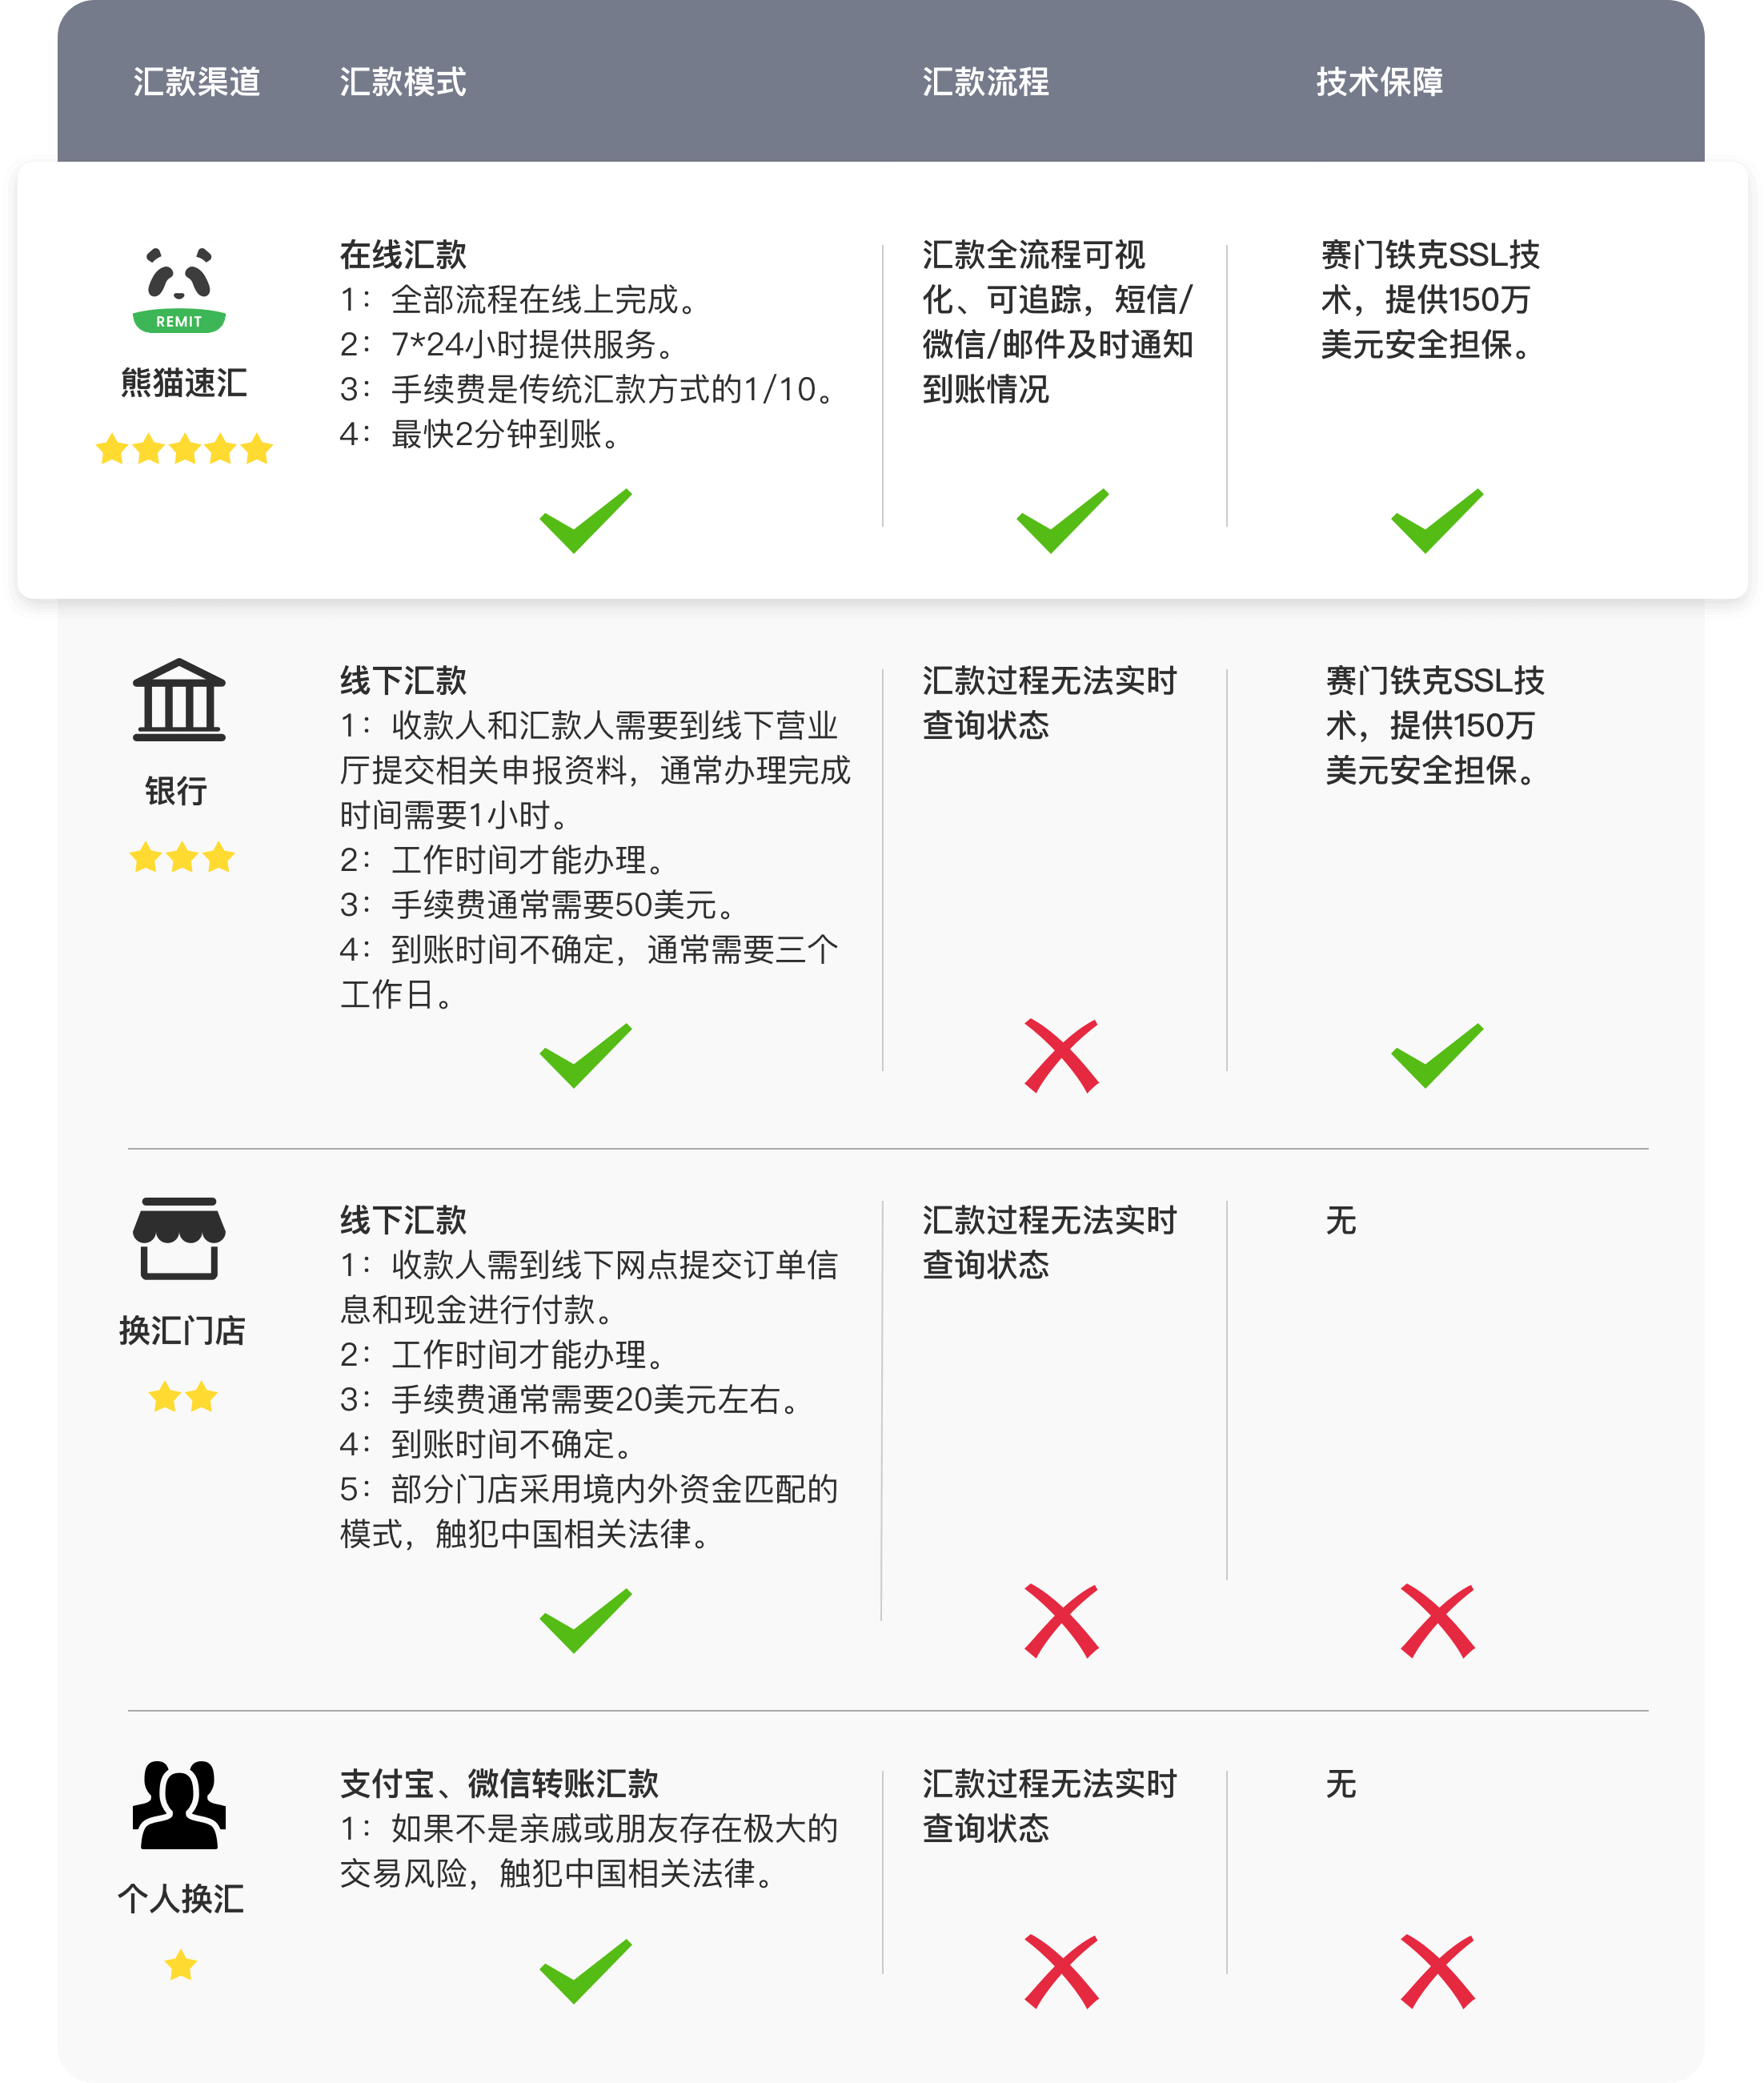 汇款渠道
汇款模式
汇款流程
技术保障
REMIT
熊猫速汇
在线汇款
1：全部流程在线上完成。
2：7*24小时提供服务。
3：手续费是传统汇款方式的1/10。
4：最快2分钟到账。
汇款全流程可视
化、可追踪，短信/
微信/邮件及时通知
到账情况
赛门铁克SSL技
术，提供150万
美元安全担保。
银行
线下汇款
1：收款人和汇款人需要到线下营业
厅提交相关申报资料，通常办理完成
时间需要1小时。
2：工作时间才能办理。
3：手续费通常需要50美元。
4：到账时间不确定，通常需要三个
工作日。
汇款过程无法实时
查询状态
赛门铁克SSL技
术，提供150万
美元安全担保。
换汇门店
线下汇款
1：收款人需到线下网点提交订单信
息和现金进行付款。
2：工作时间才能办理。
3：手续费通常需要20美元左右。
4：到账时间不确定。
5：部分门店采用境内外资金匹配的
模式，触犯中国相关法律。
汇款过程无法实时
查询状态
无
个人换汇
支付宝、微信转账汇款
1：如果不是亲戚或朋友存在极大的
交易风险，触犯中国相关法律。
汇款过程无法实时
查询状态
无